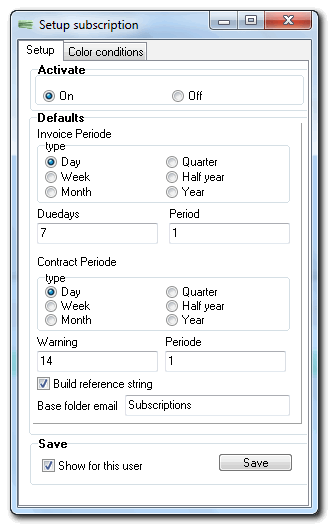 Setup subscription
Setup Color conditions
Activate
On Off
Defaults
Invoice Periode
type
Day Quarter
Week Half year
Month Year
Duedays Period
7 1
Contract Periode
type
Day Quarter
Week Half year
Month Year
Warning Periode
14 1
Build reference string
Base folder email Subscriptions
Save
Show for this user Save